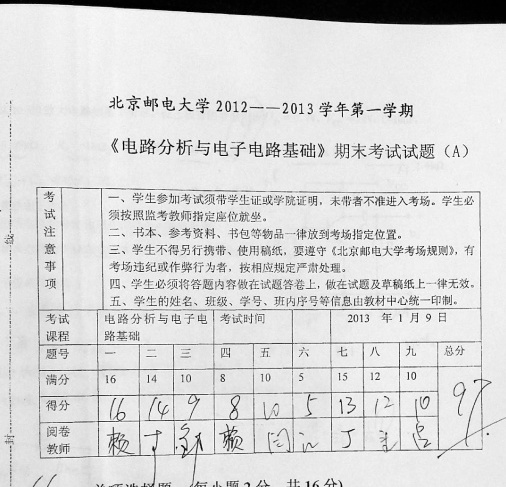 北京邮电大学 2012——2013 学年第一学期
《电路分析与电子电路基础》期末考试试题（A）
考试注意事项
一、学生参加考试须带学生证或学院证明，未带者不准进入考场。学生必
须按照监考教师指定座位就坐。
二、书本、参考资料、书包等物品一律放到考场指定位置。
三、学生不得另行携带、使用稿纸，要遵守《北京邮电大学考场规则》，有
考场违纪或作弊行为者，按相应规定严肃处理。
四、学生必须将答题内容做在试题答卷上，做在试题及草稿纸上一律无效。
五、学生的姓名、班级、学号、班内序号等信息由教材中心统一印制。
考试课程 电路分析与电子电路基础 考试时间 2013 年 1 月 9 日
题号 一 二 三 四 五 六 七 八 九 总分
满分 16 14 10 8 10 5 15 12 10
得分 16 14 9 8 10 5 13 12 10 97
阅卷教师 赖 丁 赖 闫 丁 吕
单项选择题 (每小题 2 分，共 16 分)